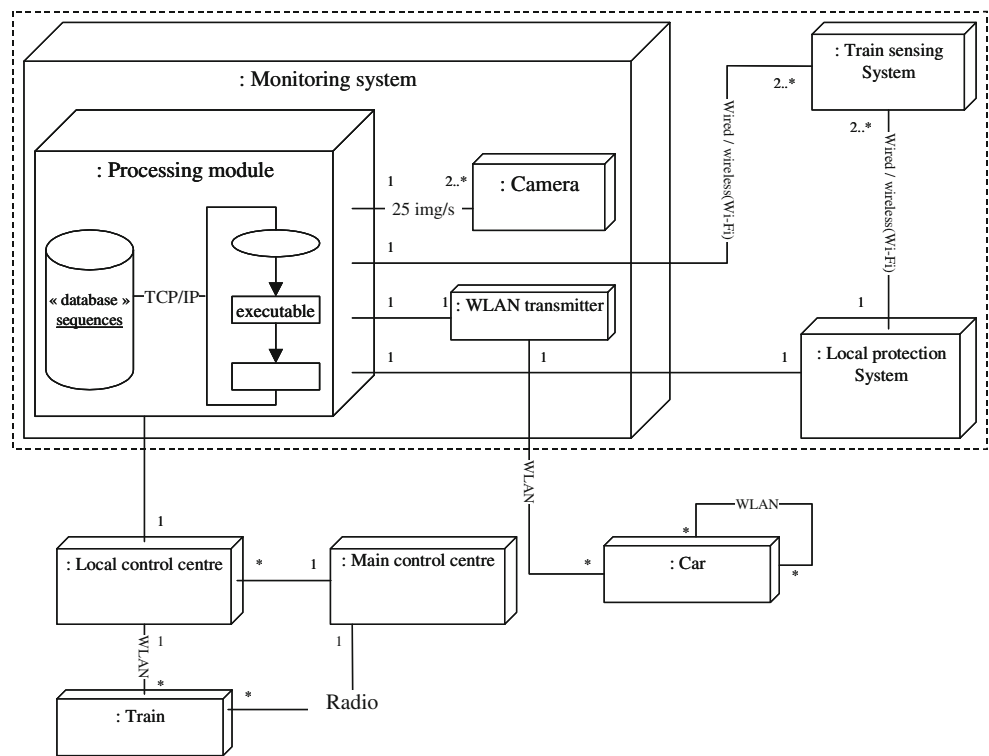 : Monitoring system
: Train sensing
System
2..*
2..*
Wired / wireless(Wi-Fi)
Wired / wireless(Wi-Fi)
: Processing module
1
2..*
: Camera
25 img/s
1
« database »
sequences
TCP/IP
executable
1
1
: WLAN transmitter
1
1
1
1
: Local protection
System
WLAN
WLAN
*
*
*
: Car
1
: Local control centre
*
1
: Main control centre
1
1
WLAN
*
*
Radio
: Train